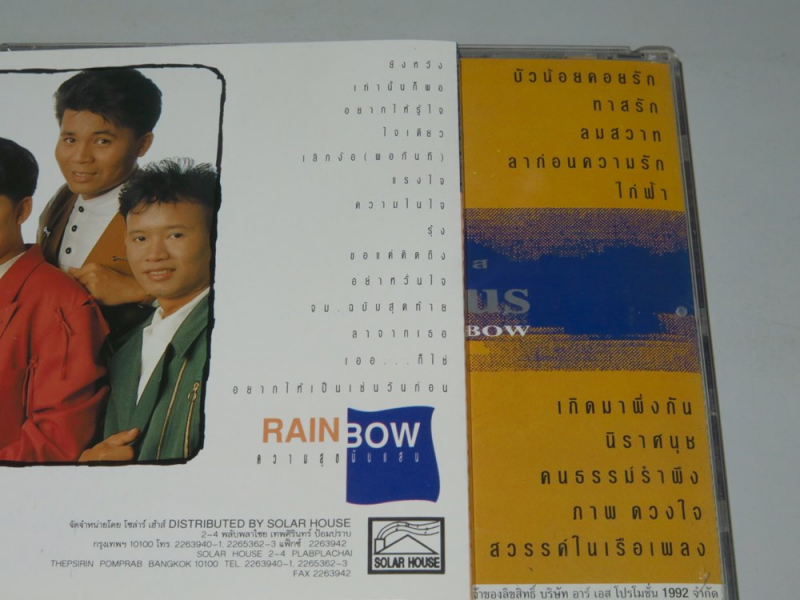 ยังหวัง
เท่านั้นก็พอ
อยากให้รู้ใจ
ใจเดียว
เลิกง้อ (พอกันที)
แรงใจ
ความในใจ
รุ้ง
ขอแค่คิดถึง
อย่าหวั่นใจ
จม. ฉบับสุดท้าย
ลาจากเธอ
เออ...ก็ใช่
อยากให้เป็นเช่นวันก่อน
RAINBOW
ความสุข
จัดจำหน่ายโดย โซล่าร์ เฮ้าส์ DISTRIBUTED BY SOLAR HOUSE
2-4 พลับพลาไชย เทพศิรินทร์ ป้อมปราบ
กรุงเทพฯ 10100 โทร 2263940-1, 2265362-3 แฟ็กซ์ 2263942
SOLAR HOUSE 2-4 PLABPLACHAI
THEPSIRIN POMPRAB BANGKOK 10100 TEL 2263940-1, 2265362-3
FAX 2263942
SOLAR HOUSE
บัวน้อยคอยรัก
ทาสรัก
ลมสวาท
ลาก่อนความรัก
ไก่ฟ้า
ส
us
BOW
เกิดมาพึ่งกัน
นิราศนุช
คนธรรม์รำพึง
ภาพ ดวงใจ
สวรรค์ในเรือเพลง
จ้าของลิขสิทธิ์ บริษัท อาร์ เอส โปรโมชั่น 1992 จำกัด